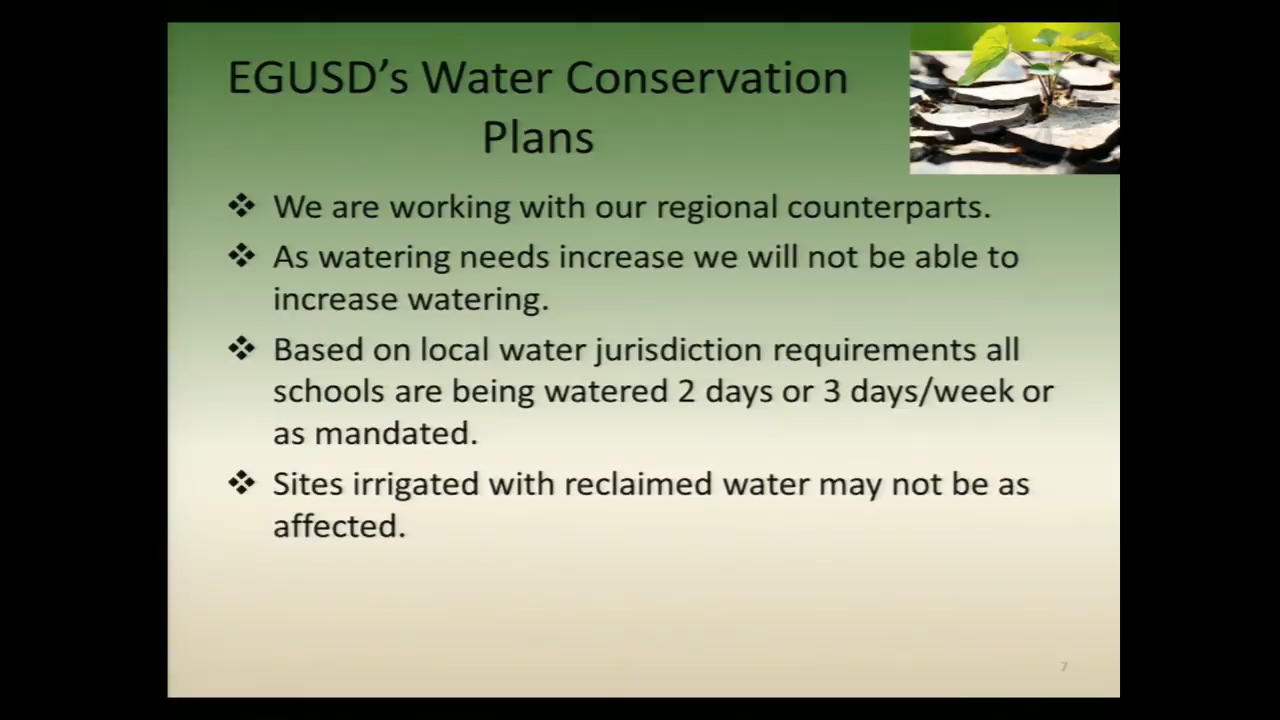 EGUSD's Water Conservation
Plans
❖ We are working with our regional counterparts.
❖ As watering needs increase we will not be able to
increase watering.
❖ Based on local water jurisdiction requirements all
schools are being watered 2 days or 3 days/week or
as mandated.
❖ Sites irrigated with reclaimed water may not be as
affected.
7